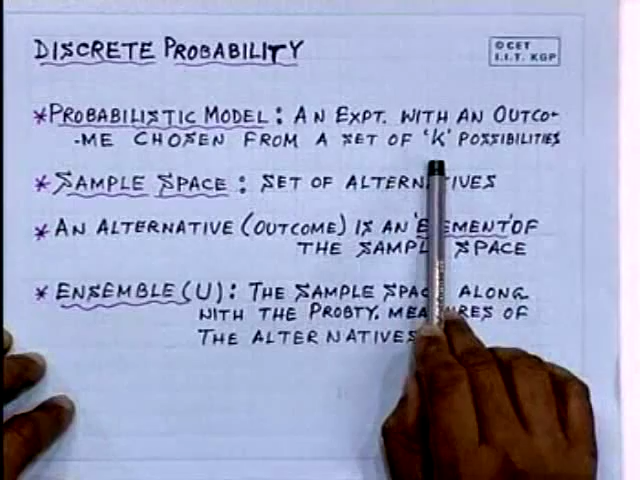 DISCRETE PROBABILITY
© CET
I.I.T. KGP
* PROBABILISTIC MODEL : AN EXPT. WITH AN OUTCO-
-ME CHOSEN FROM A SET OF 'K' POSSIBILITIES
* SAMPLE SPACE : SET OF ALTERNATIVES
* AN ALTERNATIVE (OUTCOME) IS AN 'ELEMENT' OF
THE SAMPLE SPACE
* ENSEMBLE (U) : THE SAMPLE SPACE ALONG
WITH THE PROBTY. MEASURES OF
THE ALTERNATIVES